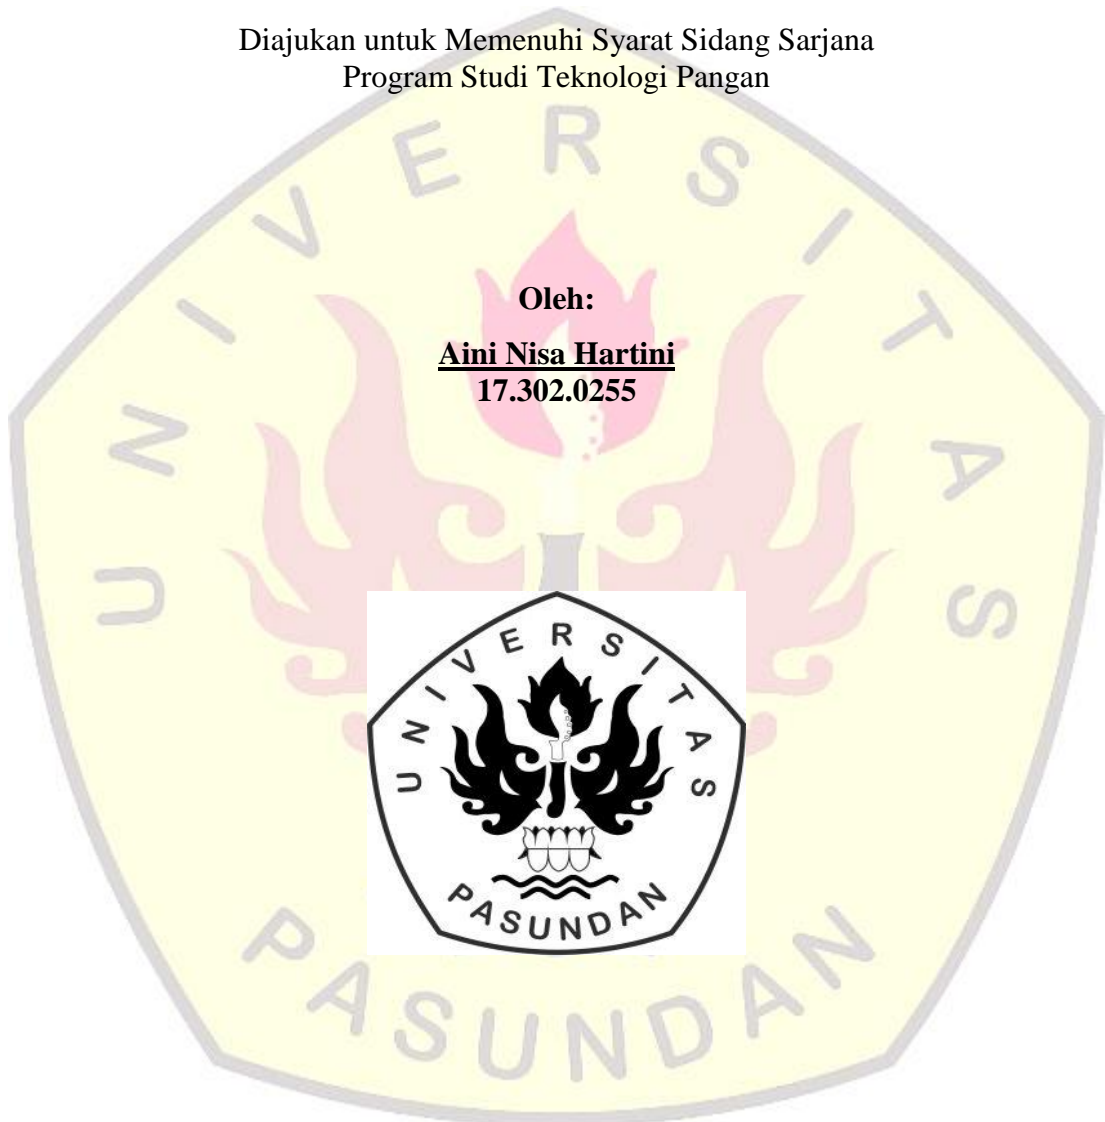 Diajukan untuk Memenuhi Syarat Sidang Sarjana
Program Studi Teknologi Pangan
UNIVERSITAS
Oleh:
Aini Nisa Hartini
17.302.0255
UNIVERSITAS
PASUNDAN
PASUNDAN